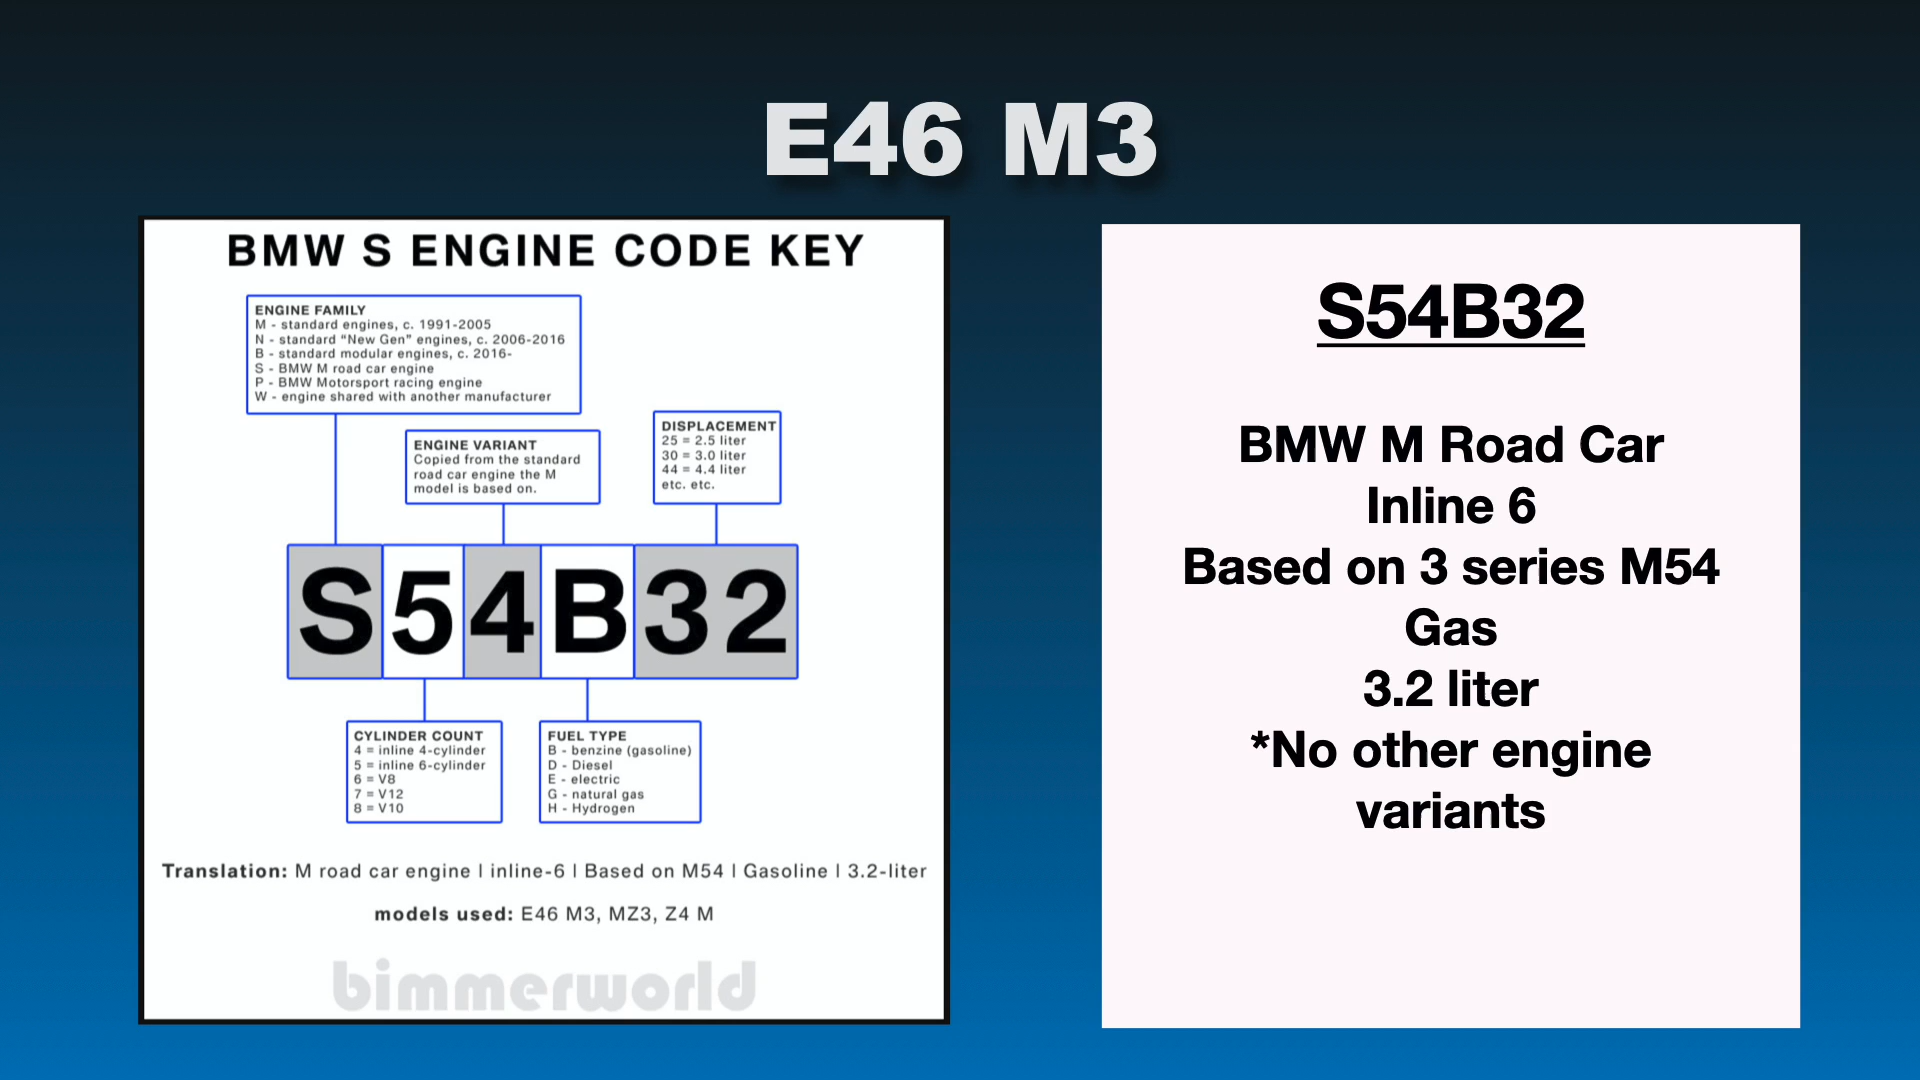 E46 M3
BMW S ENGINE CODE KEY
ENGINE FAMILY
M - standard engines, c. 1991-2005
N - standard “New Gen” engines, c. 2006-2016
B - standard modular engines, c. 2016-
S - BMW M road car engine
P - BMW Motorsport racing engine
W - engine shared with another manufacturer
ENGINE VARIANT
Copied from the standard
road car engine the M
model is based on.
DISPLACEMENT
25 = 2.5 liter
30 = 3.0 liter
44 = 4.4 liter
etc. etc.
S54B32
CYLINDER COUNT
4 = inline 4-cylinder
5 = inline 6-cylinder
6 = V8
7 = V12
8 = V10
FUEL TYPE
B - benzine (gasoline)
D - Diesel
E - electric
G - natural gas
H - Hydrogen
Translation: M road car engine | inline-6 | Based on M54 | Gasoline | 3.2-liter
models used: E46 M3, MZ3, Z4 M
bimmerworld
S54B32
BMW M Road Car
Inline 6
Based on 3 series M54
Gas
3.2 liter
*No other engine
variants